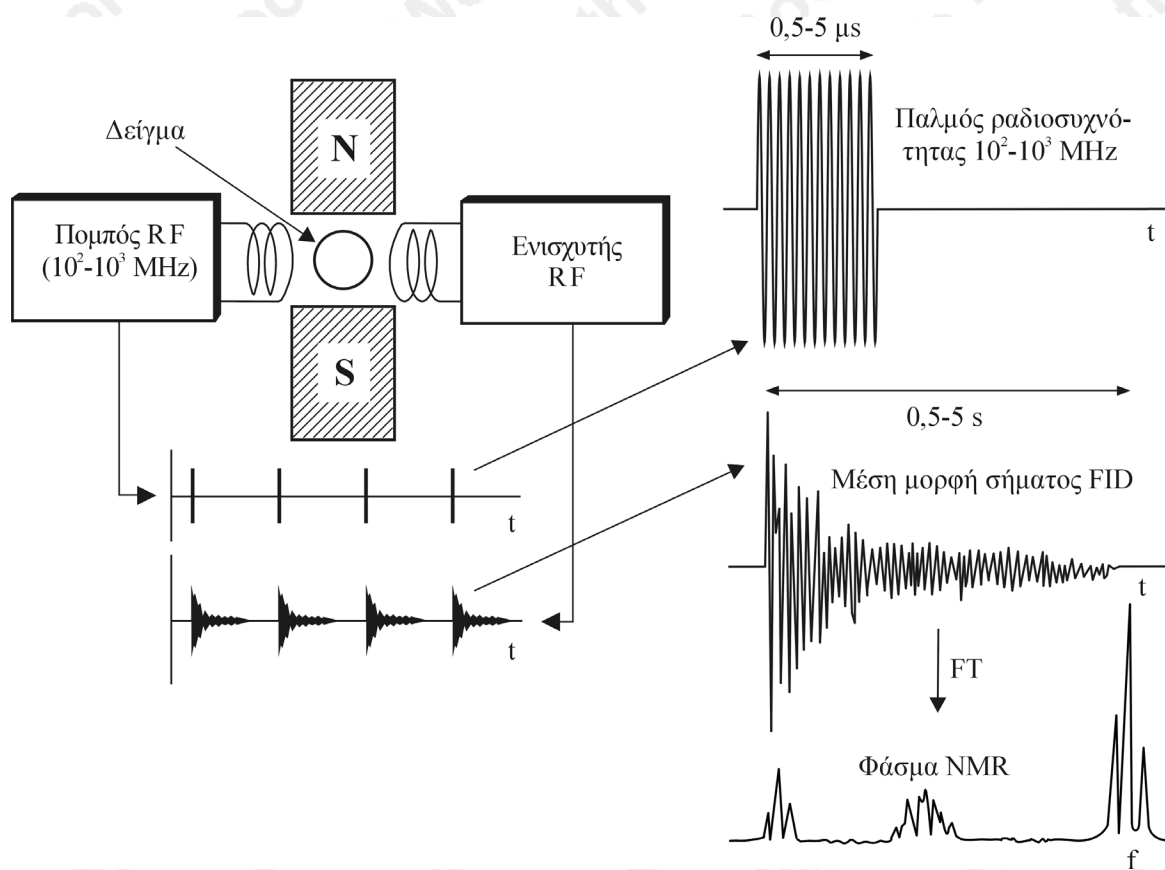 0,5-5 μs
Δείγμα
N
Παλμός ραδιοσυχνό-
τητας 10²-10³ MHz
Πομπός RF
(10²-10³ MHz)
Ενισχυτής
RF
t
S
0,5-5 s
Μέση μορφή σήματος FID
t
t
t
FT
Φάσμα NMR
f